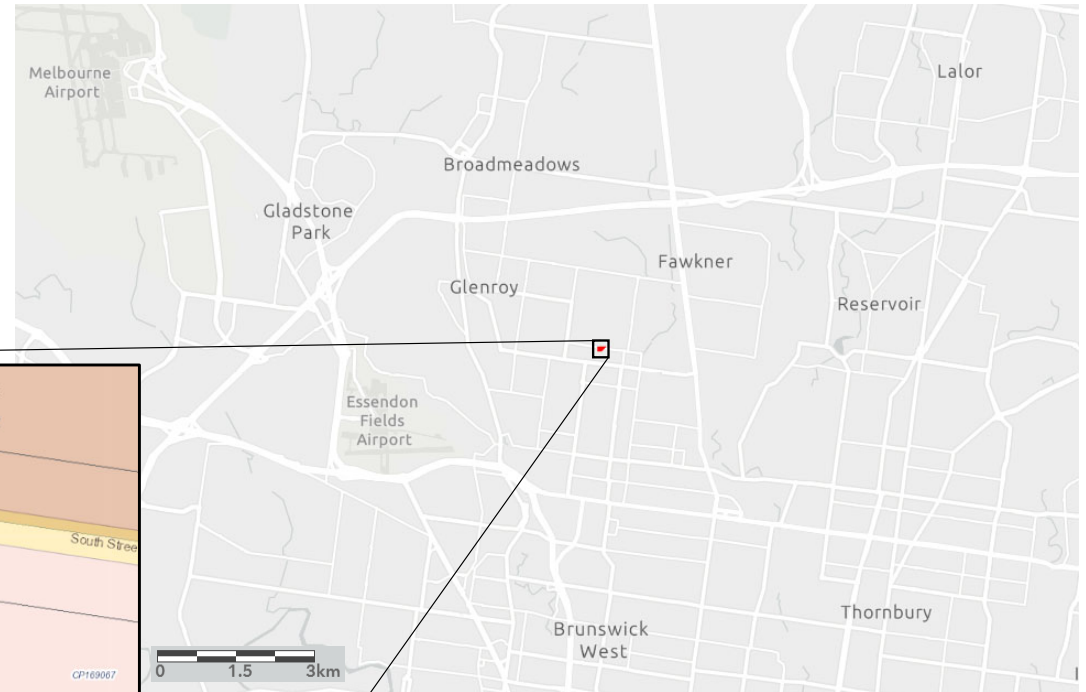 Lalor
Melbourne
Airport
Broadmeadows
Gladstone
Park
Fawkner
Glenroy
Reservoir
Essendon
Fields
Airport
South Stree
Thornbury
Brunswick
West
0 1.5 3km
CP169067